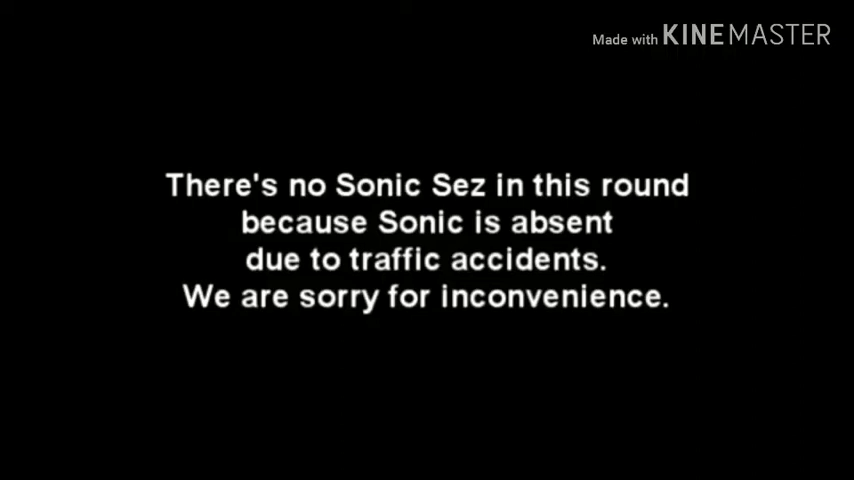 Made with KINEMASTER
There's no Sonic Sez in this round
because Sonic is absent
due to traffic accidents.
We are sorry for inconvenience.